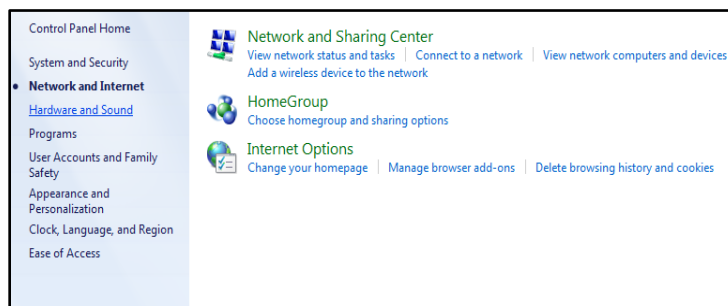 Control Panel Home
System and Security
Network and Internet
Hardware and Sound
Programs
User Accounts and Family
Safety
Appearance and
Personalization
Clock, Language, and Region
Ease of Access
Network and Sharing Center
View network status and tasks Connect to a network View network computers and devices
Add a wireless device to the network
HomeGroup
Choose homegroup and sharing options
Internet Options
Change your homepage Manage browser add-ons Delete browsing history and cookies